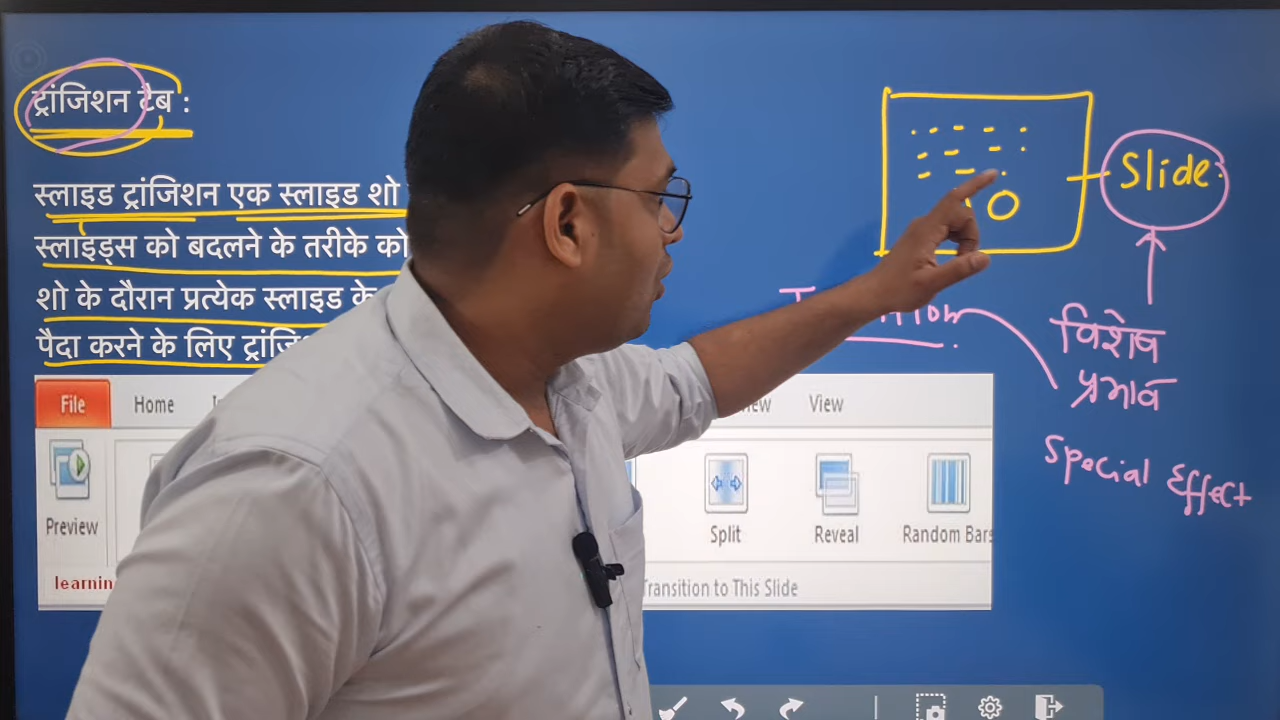 ट्रांजिशन टैब :
स्लाइड ट्रांजिशन एक स्लाइड शो
स्लाइड्स को बदलने के तरीके को
शो के दौरान प्रत्येक स्लाइड के
पैदा करने के लिए
Slide
विशेष
प्रभाव
Special Effect
File Home View
Preview Split Reveal Random Bars
Transition to This Slide